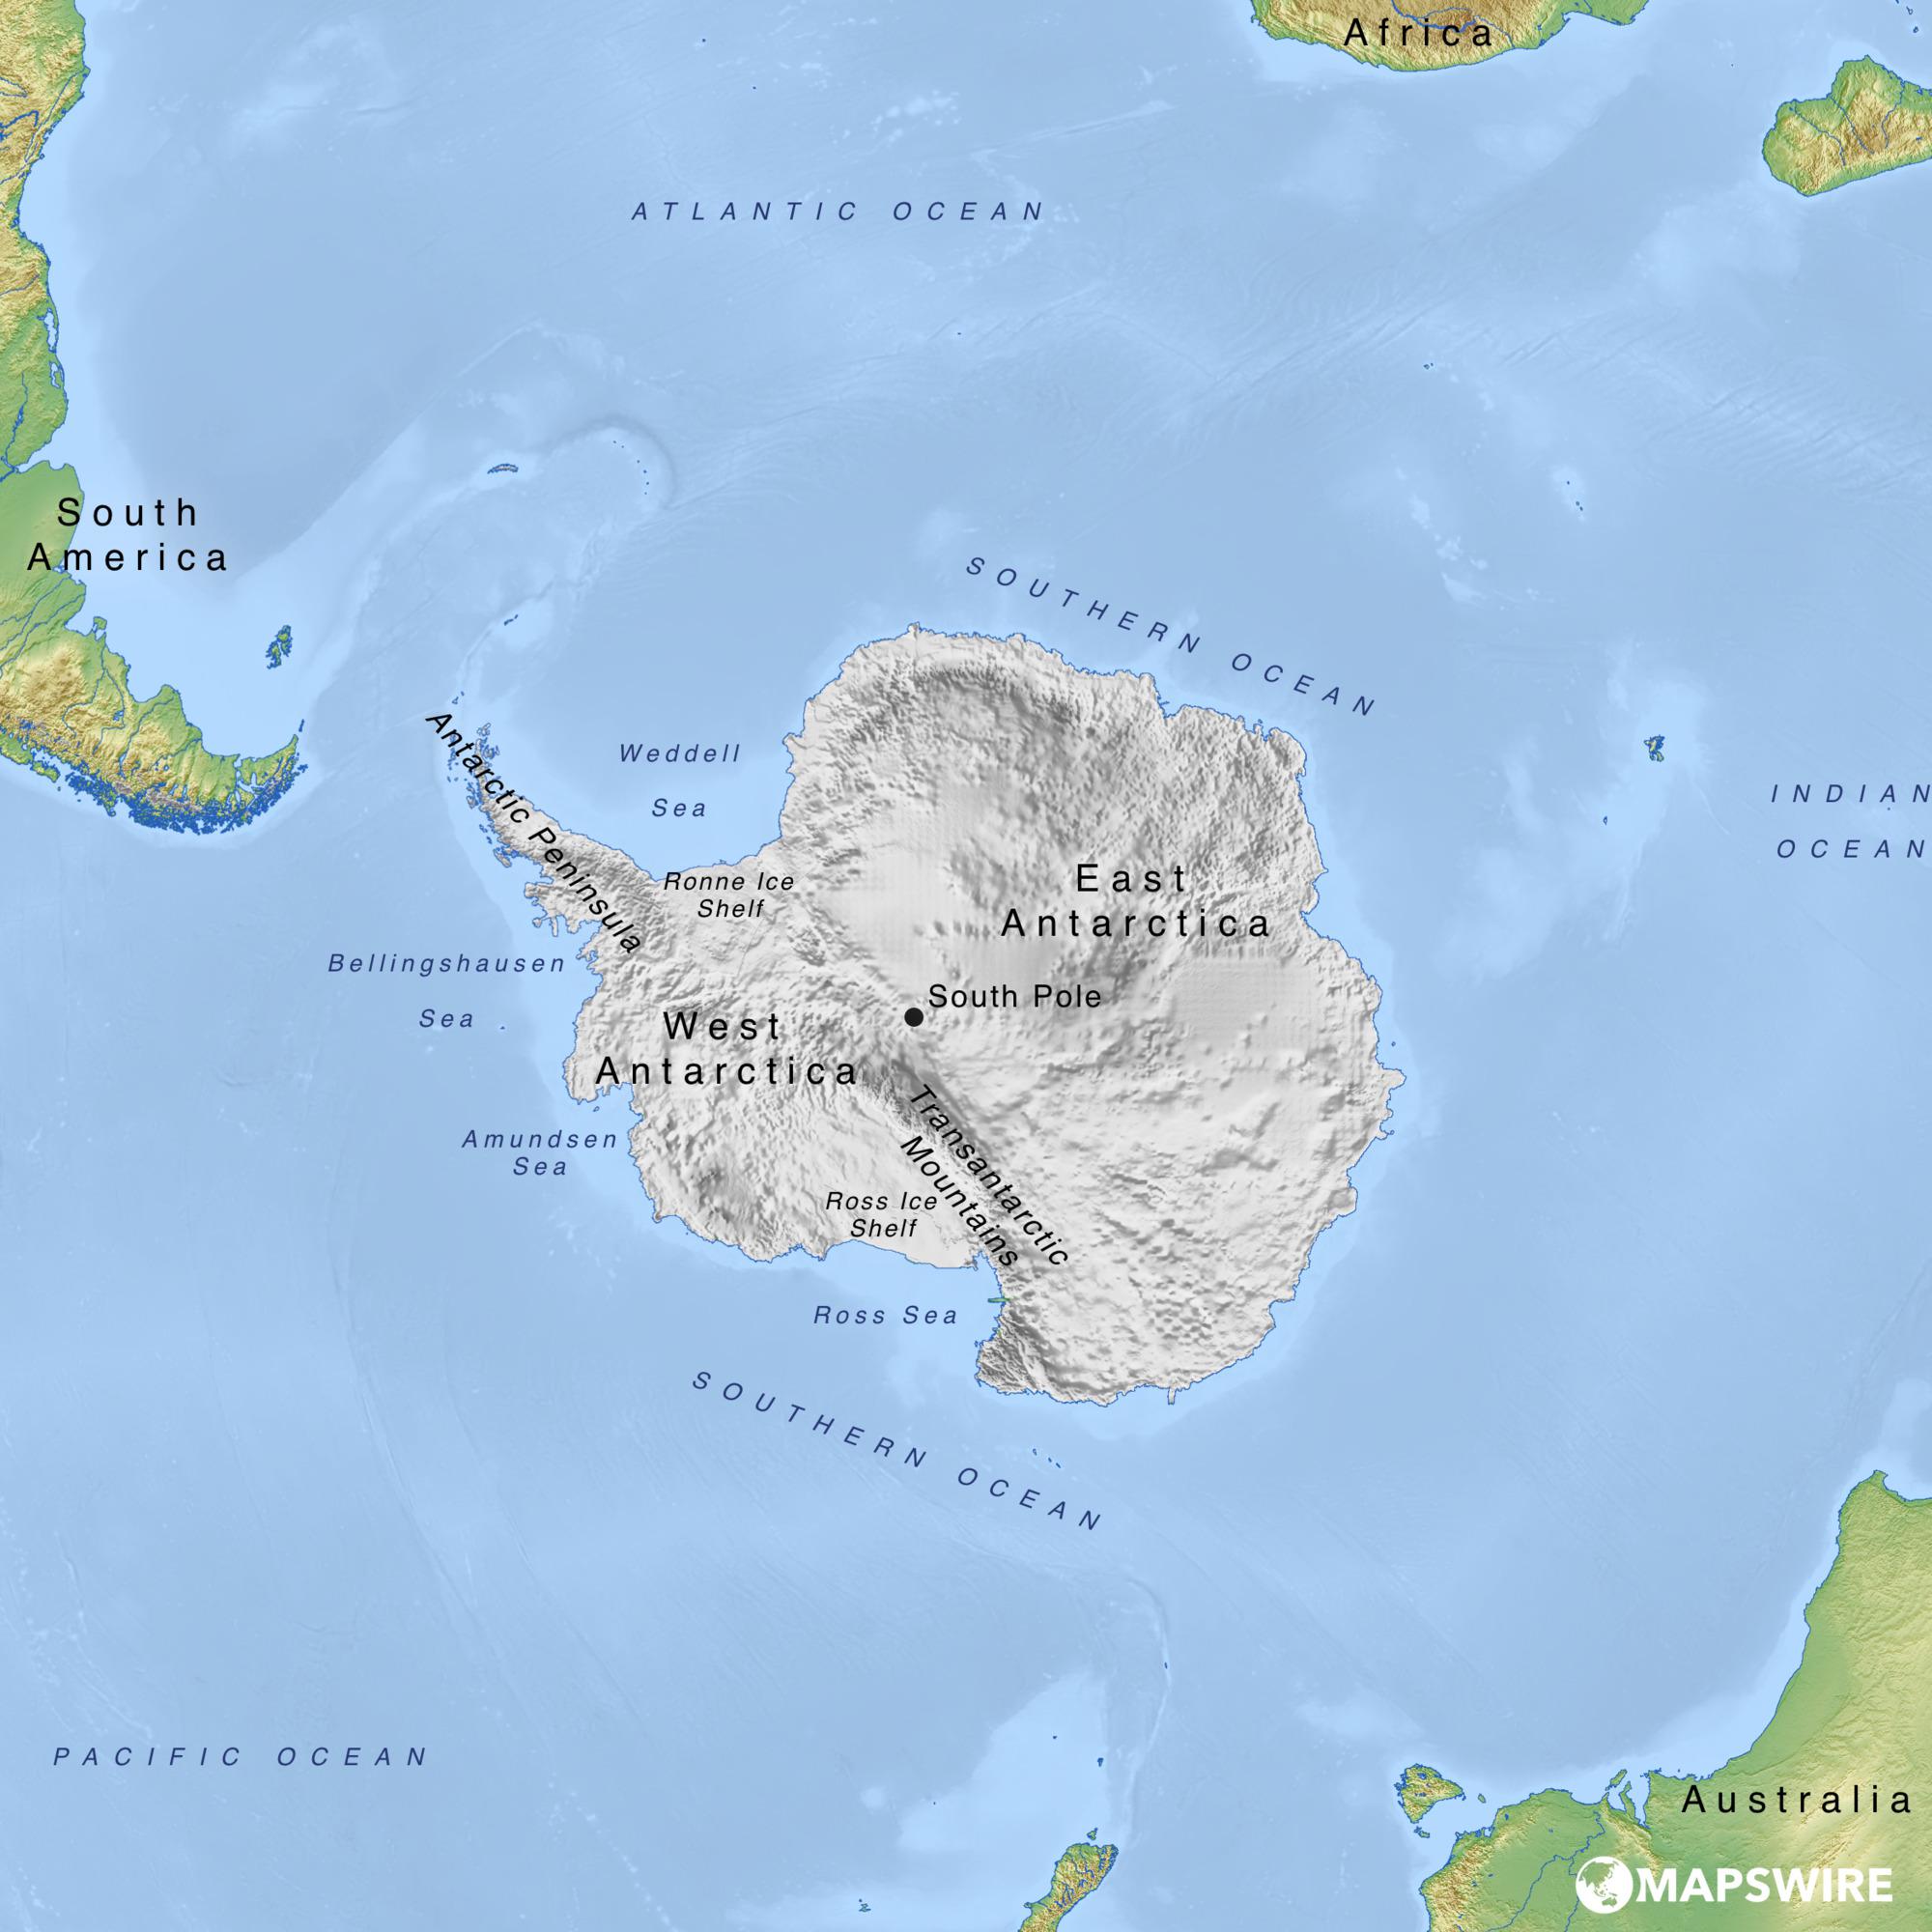 Africa
ATLANTIC OCEAN
South
America
SOUTHERN OCEAN
Antarctic Peninsula
Weddell
Sea
INDIAN
OCEAN
Ronne Ice
Shelf
East
Antarctica
Bellingshausen
Sea
South Pole
West
Antarctica
Amundsen
Sea
Transantarctic
Mountains
Ross Ice
Shelf
Ross Sea
SOUTHERN OCEAN
PACIFIC OCEAN
Australia
MAPSWIRE